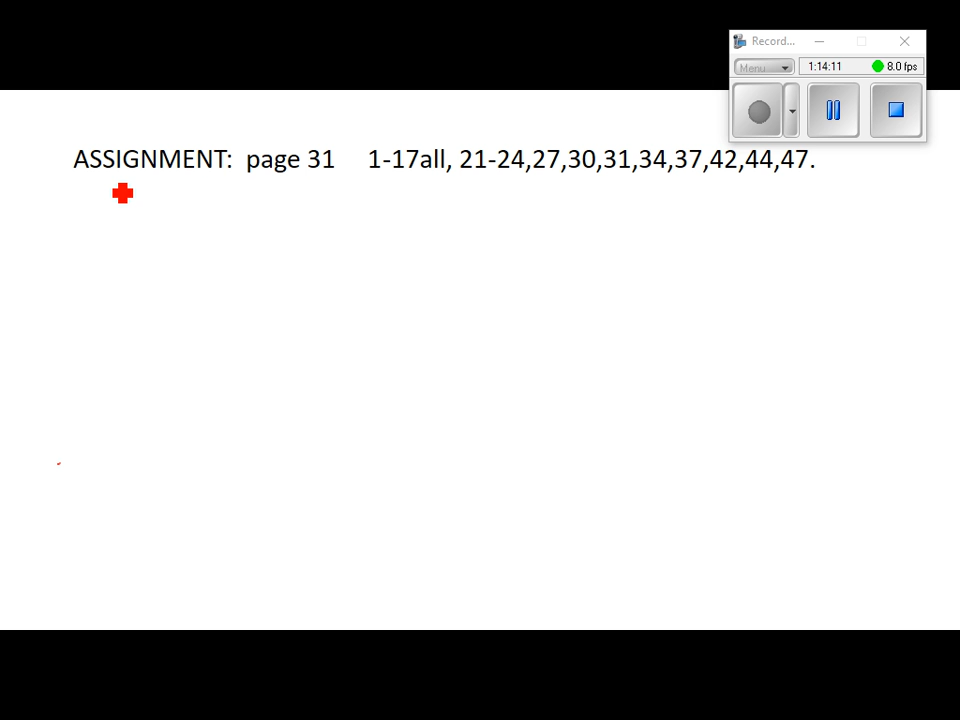 Record...
Menu 1:14:11 8.0 fps
ASSIGNMENT: page 31 1-17all, 21-24,27,30,31,34,37,42,44,47.